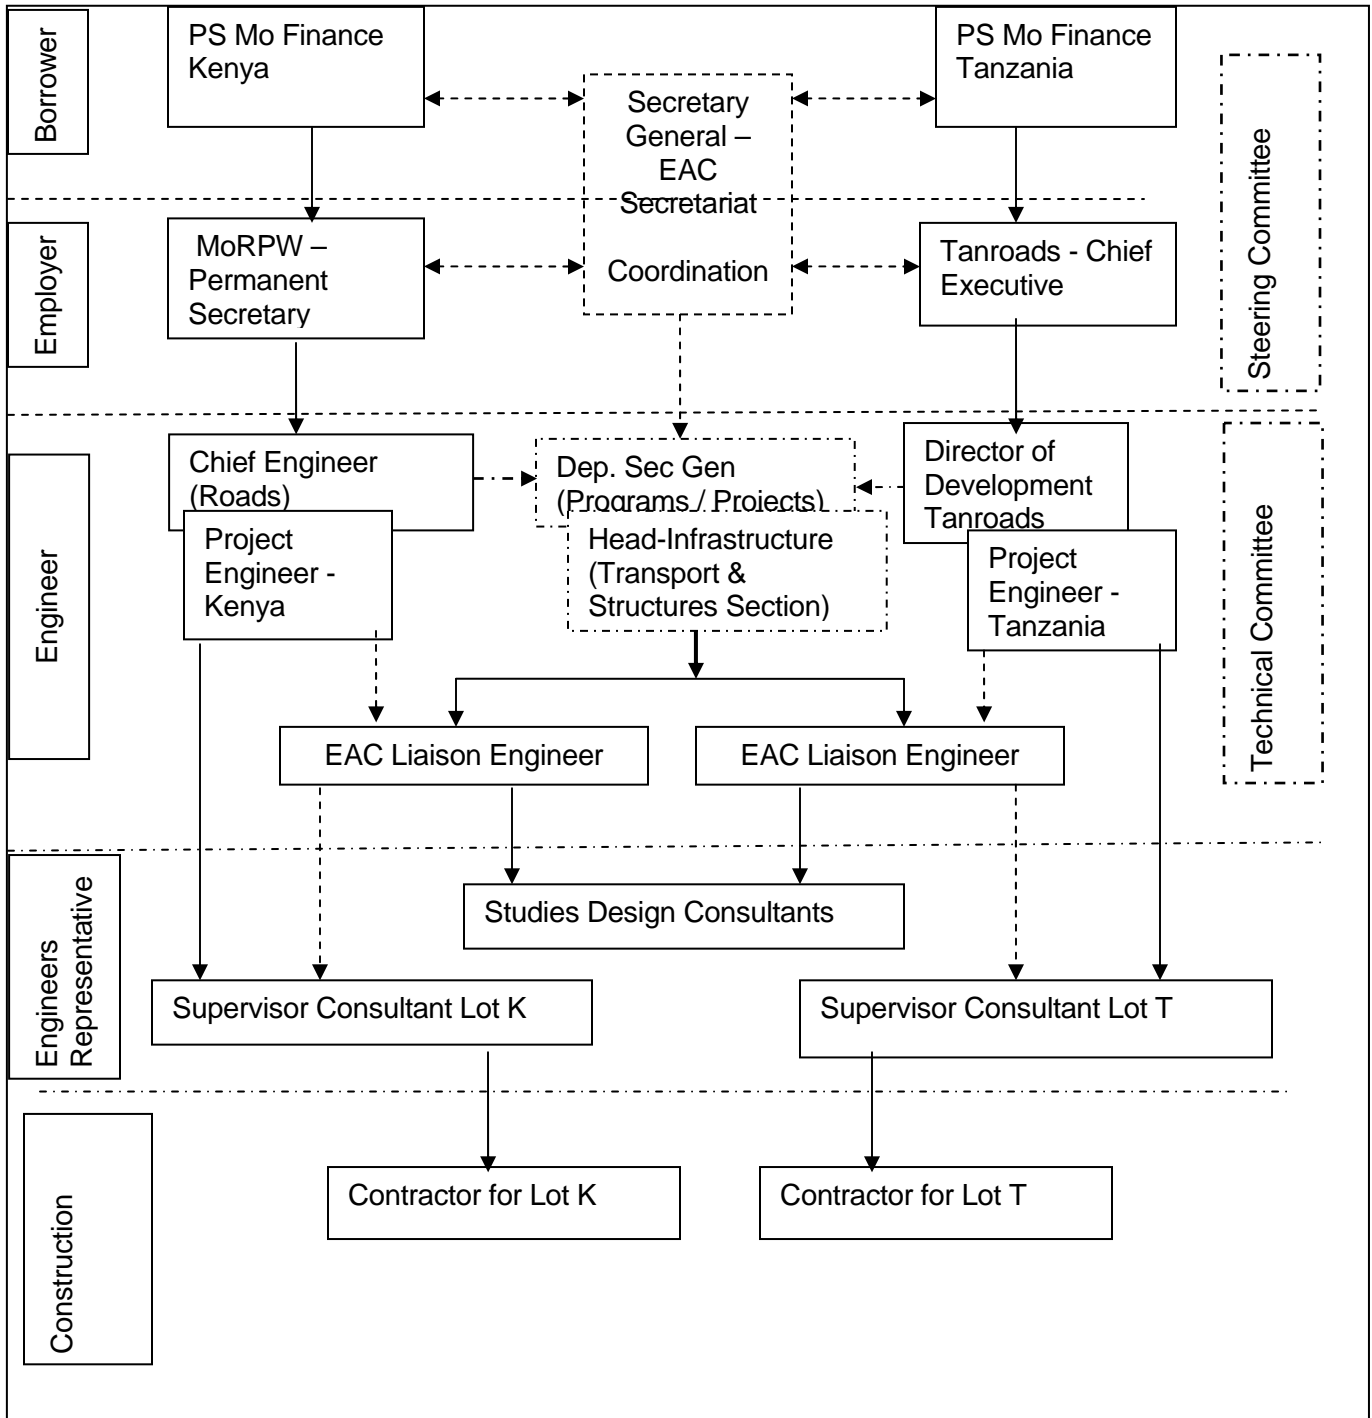 Borrower
PS Mo Finance
Kenya
Secretary
General –
EAC
Secretariat
Coordination
PS Mo Finance
Tanzania
Steering Committee
Employer
MoRPW –
Permanent
Secretary
Tanroads - Chief
Executive
Engineer
Chief Engineer
(Roads)
Project
Engineer -
Kenya
Dep. Sec Gen
(Programs / Projects)
Head-Infrastructure
(Transport &
Structures Section)
Director of
Development
Tanroads
Project
Engineer -
Tanzania
Technical Committee
EAC Liaison Engineer
EAC Liaison Engineer
Engineers
Representative
Studies Design Consultants
Supervisor Consultant Lot K
Supervisor Consultant Lot T
Construction
Contractor for Lot K
Contractor for Lot T